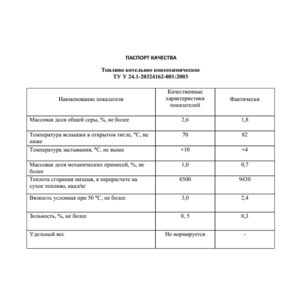 ПАСПОРТ КАЧЕСТВА
Топливо котельное коксохимическое
ТУ У 24.1-20324162-001:2003
Наименование показателя
Качественные
характеристики
показателей
Фактически
Массовая доля общей серы, %, не более 2,6 1,8
Температура вспышки в открытом тигле, °С, не
ниже 70 82
Температура застывания, °С, не выше +10 +4
Массовая доля механических примесей, %, не
более 1,0 0,7
Теплота сгорания низшая, в перерасчете на
сухое топливо, ккал/кг 8500 9430
Вязкость условная при 50 °С, не более 3,0 2,4
Зольность, %, не более 0, 5 0,3
Удельный вес Не нормируется -